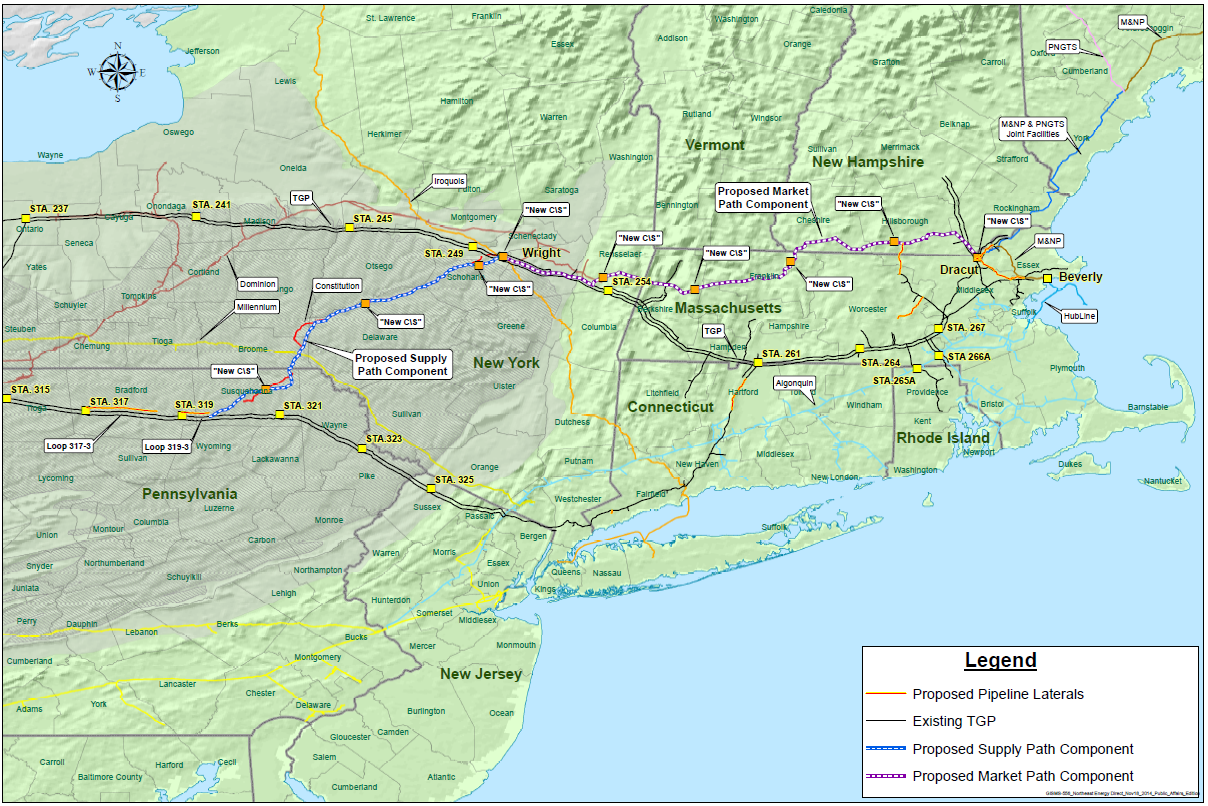 M&NP
St. Lawrence
Franklin
Washington
Caledonia
Androscoggin
Jefferson
Essex
Addison
Orange
PNGTS
Oxford
Cumberland
N
W
E
S
Lewis
Hamilton
Grafton
Carroll
Oswego
Herkimer
Warren
Rutland
Windsor
Belknap
M&NP & PNGTS
Joint Facilities
York
Wayne
Oneida
Washington
Vermont
Sullivan
Merrimack
New Hampshire
Strafford
Iroquois
Fulton
Saratoga
Bennington
Proposed Market
Path Component
Cheshire
"New C\S"
Hillsborough
Rockingham
STA. 237
Ontario
Cayuga
Onondaga
STA. 241
Madison
TGP
STA. 245
Montgomery
"New C\S"
Schenectady
"New C\S"
M&NP
Seneca
Otsego
STA. 249
Wright
Rensselaer
"New C\S"
"New C\S"
Dracut
Essex
Yates
Cortland
Schoharie
"New C\S"
STA. 254
Franklin
"New C\S"
Middlesex
Beverly
Schuyler
Tompkins
Dominion
Constitution
Berkshire
Massachusetts
Worcester
Suffolk
HubLine
Steuben
Chemung
Tioga
Millennium
Broome
"New C\S"
Delaware
Greene
Columbia
TGP
Hampshire
Hampden
STA. 267
Proposed Supply
Path Component
New York
STA. 261
STA. 264
STA. 266A
"New C\S"
Susquehanna
Ulster
Litchfield
Hartford
Algonquin
STA.265A
Providence
Plymouth
STA. 315
Tioga
Bradford
STA. 317
STA. 319
STA. 321
Sullivan
Connecticut
Windham
Bristol
Barnstable
Loop 317-3
Loop 319-3
Wyoming
Wayne
STA.323
Dutchess
Kent
Rhode Island
Newport
Sullivan
Lackawanna
Orange
Putnam
New Haven
Middlesex
New London
Washington
Dukes
Nantucket
Lycoming
Pike
STA. 325
Pennsylvania
Luzerne
Sussex
Passaic
Westchester
Fairfield
Montour
Columbia
Monroe
Union
Carbon
Warren
Morris
Bergen
Suffolk
Snyder
Northumberland
Schuylkill
Northampton
Essex
Queens
Nassau
Juniata
Lehigh
Hunterdon
Union
Kings
Somerset
Perry
Dauphin
Lebanon
Berks
Bucks
Middlesex
Mercer
Monmouth
Cumberland
Montgomery
New Jersey
Lancaster
Chester
Adams
York
Delaware
Burlington
Ocean
Gloucester
Camden
Carroll
Harford
Cecil
Salem
Baltimore County
Cumberland
Atlantic
Legend
Proposed Pipeline Laterals
Existing TGP
Proposed Supply Path Component
Proposed Market Path Component